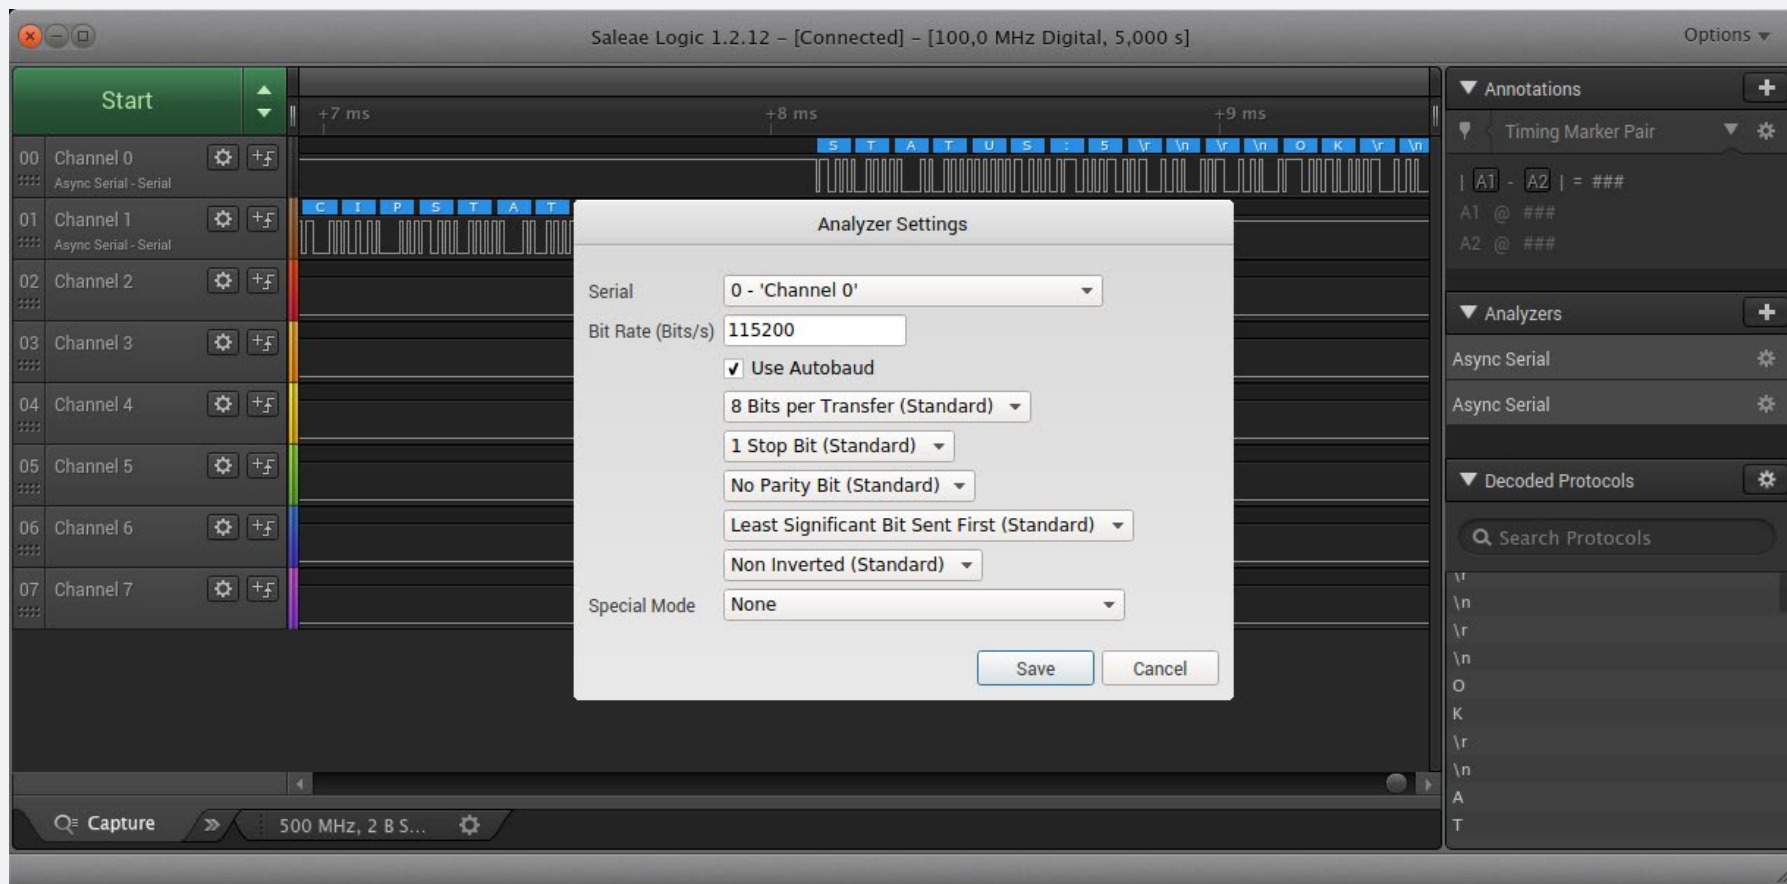 Saleae Logic 1.2.12 – [Connected] – [100,0 MHz Digital, 5,000 s]
Options
Start
+7 ms +8 ms +9 ms
00 Channel 0
Async Serial - Serial
S T A T U S : 5 \r \n \r \n O K \r \n
01 Channel 1
Async Serial - Serial
C I P S T A T
02 Channel 2
03 Channel 3
04 Channel 4
05 Channel 5
06 Channel 6
07 Channel 7
Analyzer Settings
Serial 0 - 'Channel 0'
Bit Rate (Bits/s) 115200
Use Autobaud
8 Bits per Transfer (Standard)
1 Stop Bit (Standard)
No Parity Bit (Standard)
Least Significant Bit Sent First (Standard)
Non Inverted (Standard)
Special Mode None
Save Cancel
Annotations
Timing Marker Pair
| A1 - A2 | = ###
A1 @ ###
A2 @ ###
Analyzers
Async Serial
Async Serial
Decoded Protocols
Search Protocols
\r
\n
\r
\n
O
K
\r
\n
A
T
Capture
500 MHz, 2 B S...